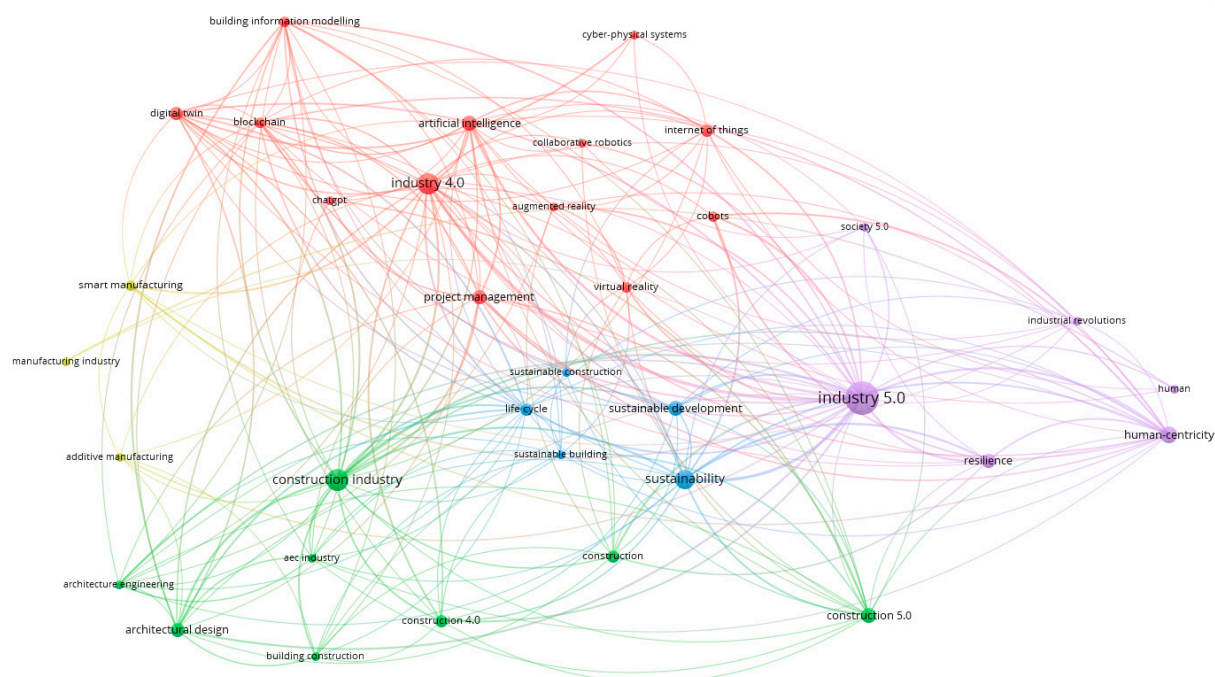 building information modelling
cyber-physical systems
digital twin
blockchain
artificial intelligence
internet of things
collaborative robotics
industry 4.0
chatgpt
augmented reality
cobots
society 5.0
smart manufacturing
virtual reality
project management
industrial revolutions
manufacturing industry
sustainable construction
human
industry 5.0
life cycle
sustainable development
human-centricity
additive manufacturing
sustainable building
resilience
construction industry
sustainability
aec industry
construction
architecture engineering
construction 5.0
construction 4.0
architectural design
building construction